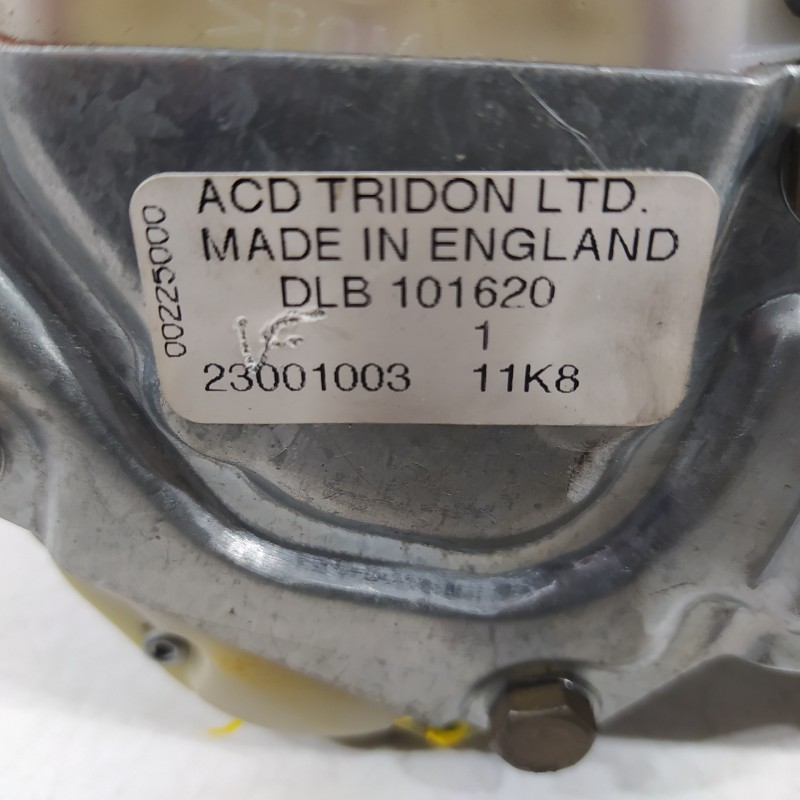 ACD TRIDON LTD.
MADE IN ENGLAND
DLB 101620
1
23001003 11K8
00225000